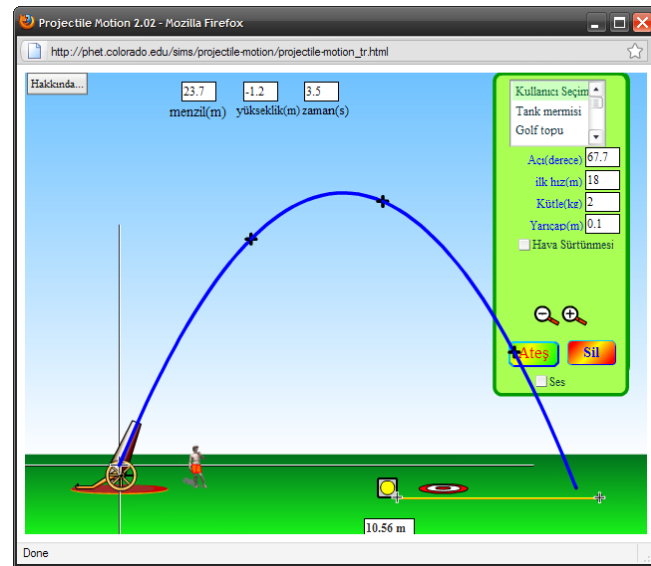 Projectile Motion 2.02 - Mozilla Firefox
http://phet.colorado.edu/sims/projectile-motion/projectile-motion_tr.html
Hakkında...
23.7 -1.2 3.5
menzil(m) yükseklik(m) zaman(s)
Kullanıcı Seçim
Tank mermisi
Golf topu
Açı(derece) 67.7
ilk hız(m) 18
Kütle(kg) 2
Yarıçap(m) 0.1
Hava Sürtünmesi
Ateş Sil
Ses
10.56 m
Done